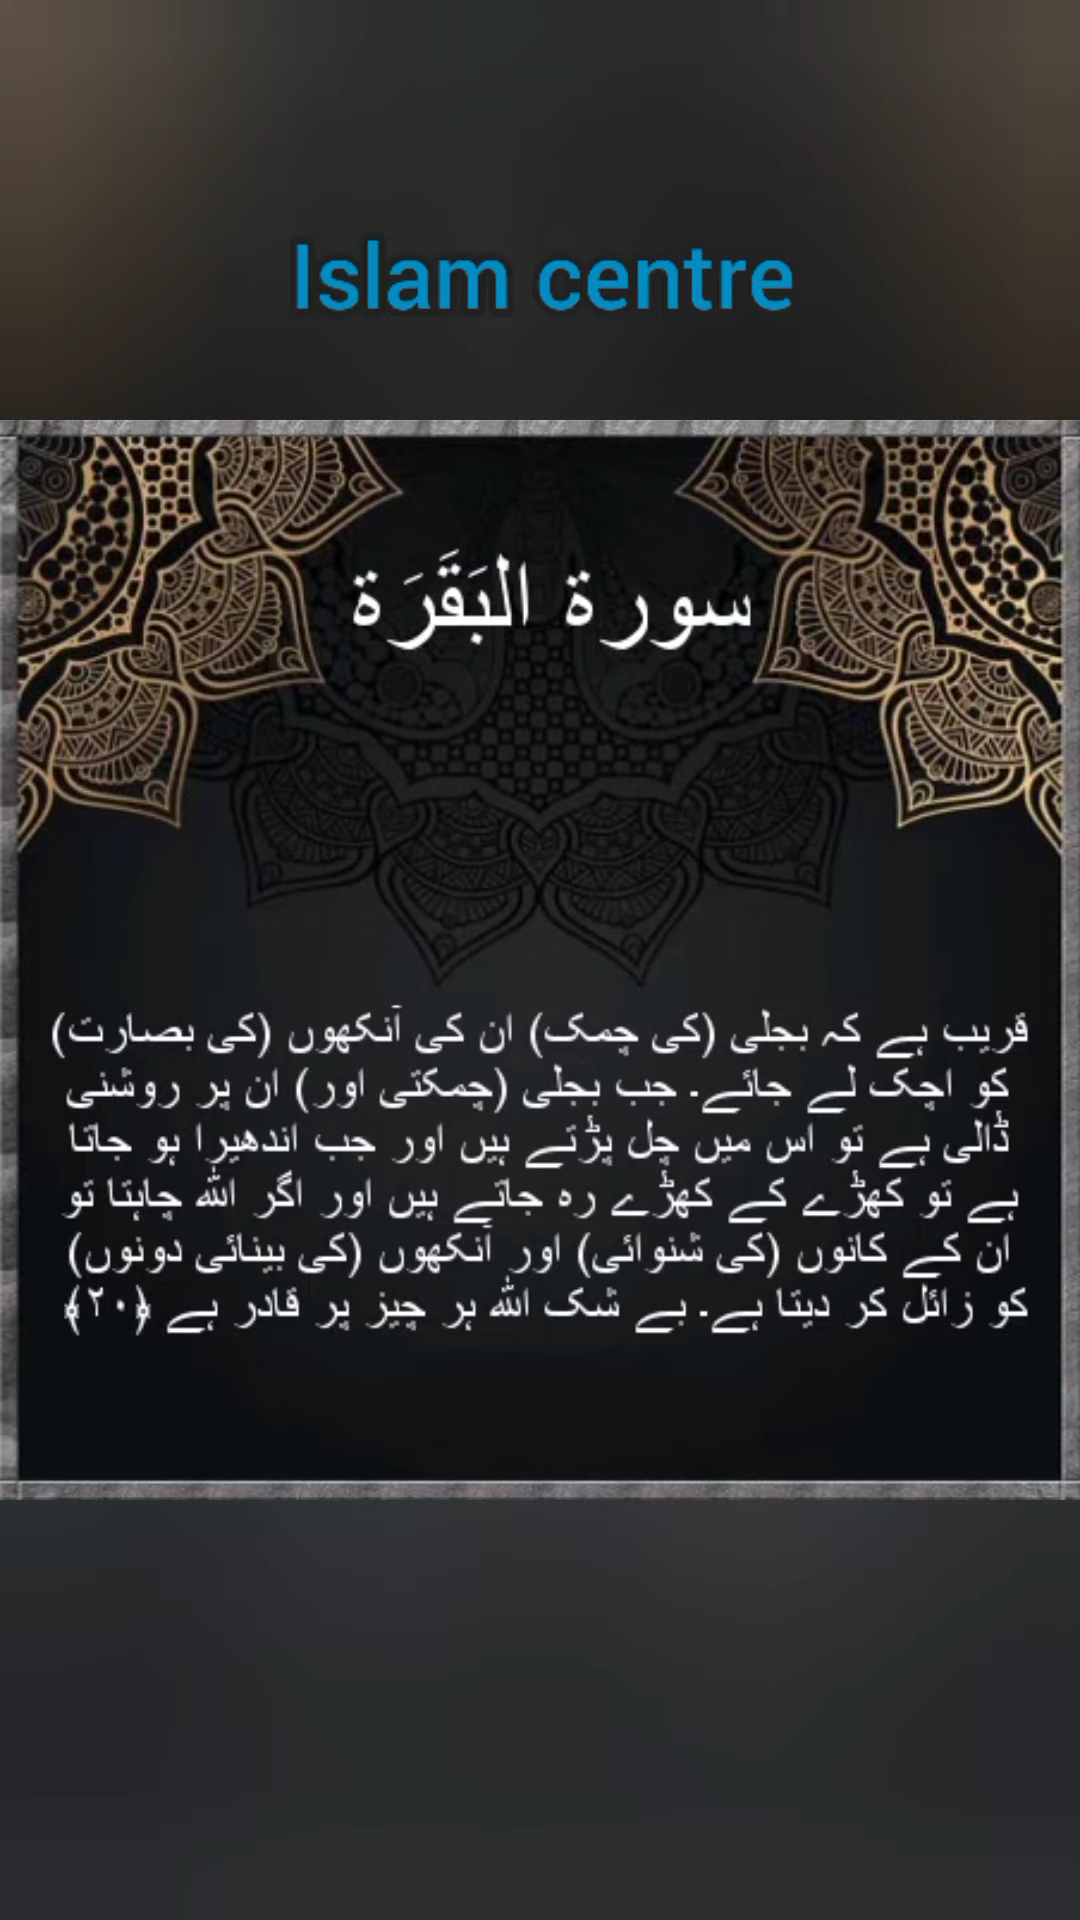 Islam centre
سورة البَقَرَة
قریب ہے کہ بجلی (کی چمک) ان کی آنکھوں (کی بصارت)
کو اچک لے جائے۔ جب بجلی (چمکتی اور) ان پر روشنی
ڈالی ہے تو اس میں چل پڑتے ہیں اور جب اندھیرا ہو جاتا
ہے تو کھڑے کے کھڑے رہ جاتے ہیں اور اگر الله چاہتا تو
ان کے کانوں (کی شنوائی) اور آنکھوں (کی بینائی دونوں)
کو زائل کر دیتا ہے۔ بے شک الله ہر چیز پر قادر ہے ﴿۲۰﴾